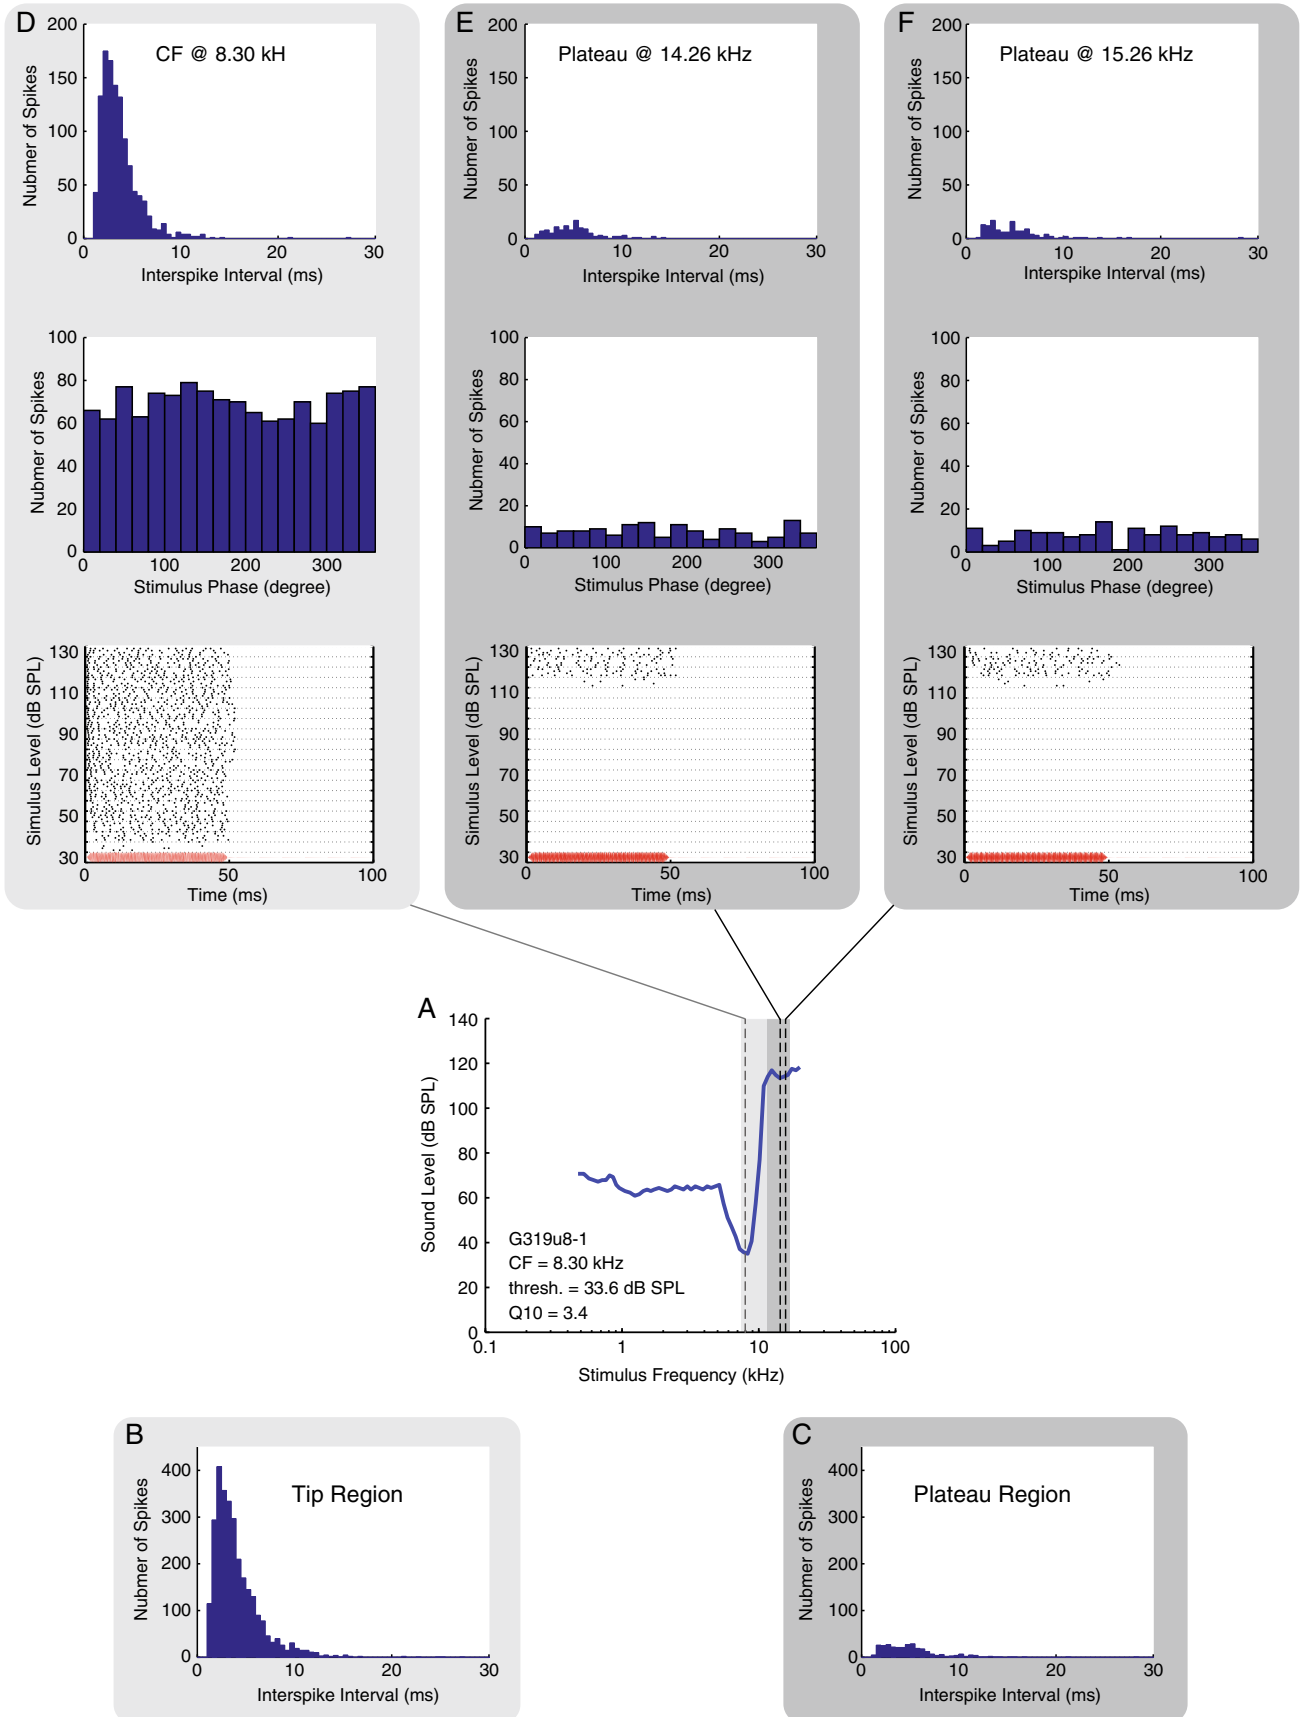 D
CF @ 8.30 kH
Nubmer of Spikes
200
150
100
50
0
0 10 20 30
Interspike Interval (ms)
Nubmer of Spikes
100
80
60
40
20
0
0 100 200 300
Stimulus Phase (degree)
Simulus Level (dB SPL)
130
110
90
70
50
30
0 50 100
Time (ms)
E
Plateau @ 14.26 kHz
Nubmer of Spikes
200
150
100
50
0
0 10 20 30
Interspike Interval (ms)
Nubmer of Spikes
100
80
60
40
20
0
0 100 200 300
Stimulus Phase (degree)
Simulus Level (dB SPL)
130
110
90
70
50
30
0 50 100
Time (ms)
F
Plateau @ 15.26 kHz
Nubmer of Spikes
200
150
100
50
0
0 10 20 30
Interspike Interval (ms)
Nubmer of Spikes
100
80
60
40
20
0
0 100 200 300
Stimulus Phase (degree)
Simulus Level (dB SPL)
130
110
90
70
50
30
0 50 100
Time (ms)
A
Sound Level (dB SPL)
140
120
100
80
60
40
20
0
G319u8-1
CF = 8.30 kHz
thresh. = 33.6 dB SPL
Q10 = 3.4
0.1 1 10 100
Stimulus Frequency (kHz)
B
Tip Region
Nubmer of Spikes
400
300
200
100
0
0 10 20 30
Interspike Interval (ms)
C
Plateau Region
Nubmer of Spikes
400
300
200
100
0
0 10 20 30
Interspike Interval (ms)